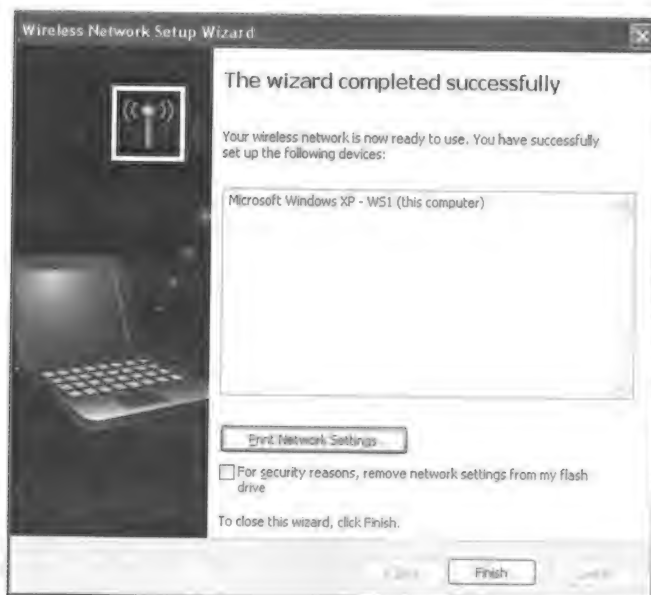 Wireless Network Setup Wizard
The wizard completed successfully
Your wireless network is now ready to use. You have successfully
set up the following devices:
Microsoft Windows XP - WS1 (this computer)
Print Network Settings
For security reasons, remove network settings from my flash
drive
To close this wizard, click Finish.
Finish